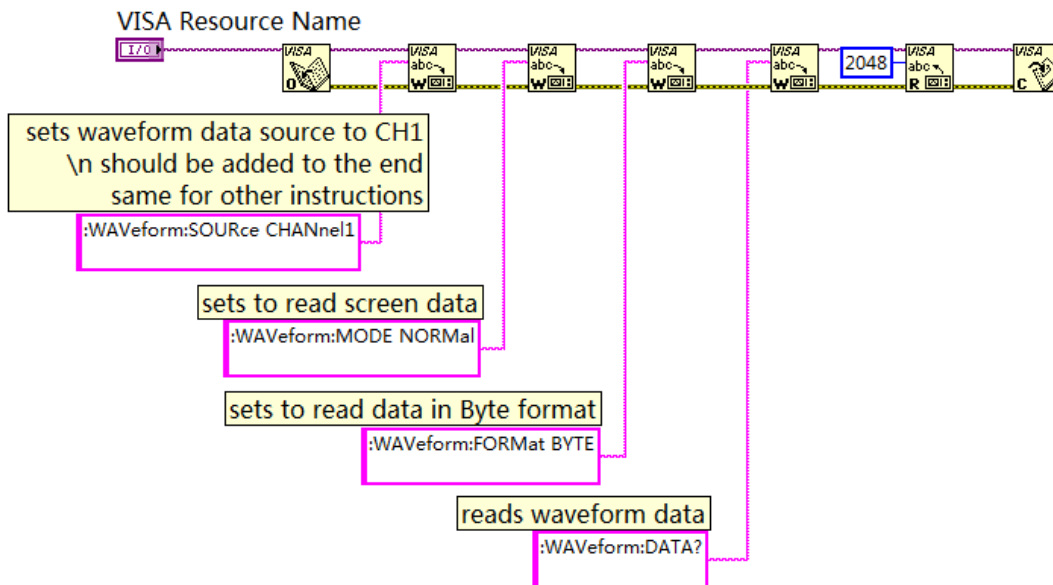 VISA Resource Name
I/O
VISA
O
VISA
abc
W
VISA
abc
W
VISA
abc
W
VISA
abc
W
2048
VISA
abc
R
VISA
C
sets waveform data source to CH1
\n should be added to the end
same for other instructions
:WAVeform:SOURce CHANnel1
sets to read screen data
:WAVeform:MODE NORMal
sets to read data in Byte format
:WAVeform:FORMat BYTE
reads waveform data
:WAVeform:DATA?